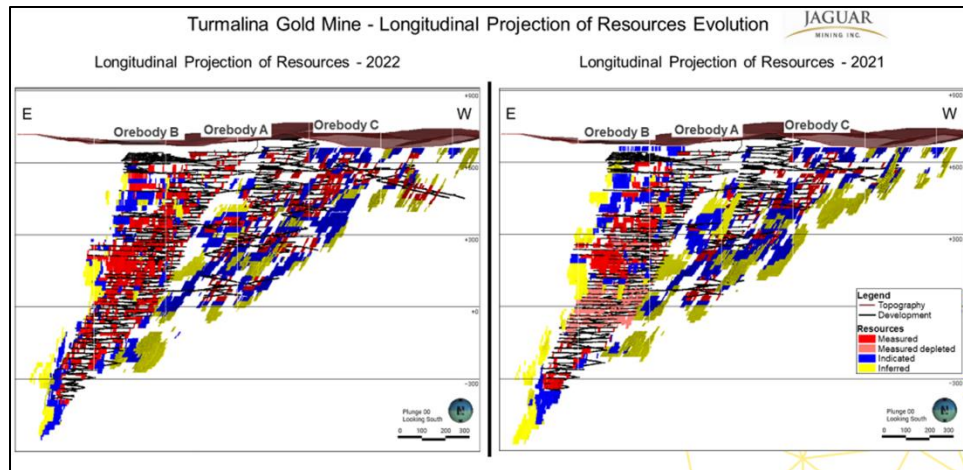 Turmalina Gold Mine - Longitudinal Projection of Resources Evolution
JAGUAR
MINING INC.
Longitudinal Projection of Resources - 2022
Longitudinal Projection of Resources - 2021
+900
E
W
Orebody B
Orebody A
Orebody C
+600
+300
+0
-300
Plunge 00
Looking South
0 100 200 300
+900
E
W
Orebody B
Orebody A
Orebody C
+600
+300
+0
-300
Legend
Topography
Development
Resources
Measured
Measured depleted
Indicated
Inferred
Plunge 00
Looking South
0 100 200 300